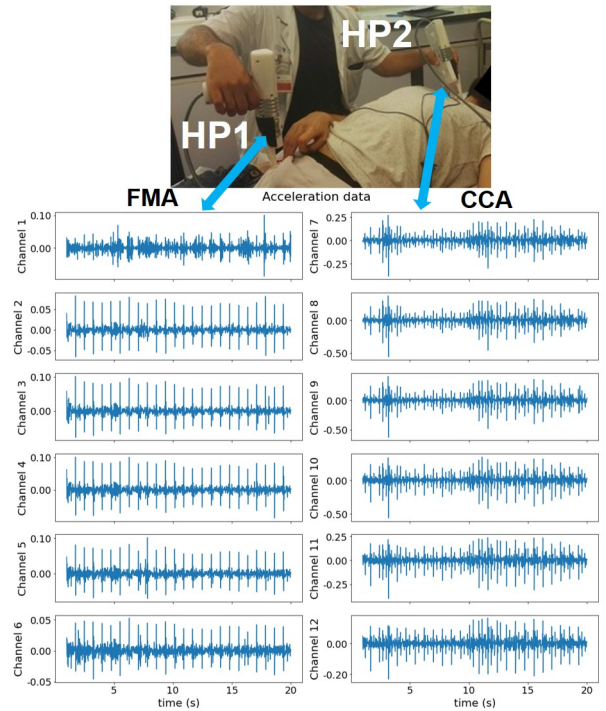 HP2
HP1
FMA
Acceleration data
CCA
Channel 1
0.10
0.00
Channel 2
0.05
0.00
-0.05
Channel 3
0.10
0.00
Channel 4
0.10
0.00
Channel 5
0.10
0.00
Channel 6
0.05
0.00
-0.05
5
10
15
20
time (s)
Channel 7
0.25
0.00
-0.25
Channel 8
0.00
-0.50
Channel 9
0.00
-0.50
Channel 10
0.00
-0.50
Channel 11
0.25
0.00
-0.25
Channel 12
0.00
-0.20
5
10
15
20
time (s)